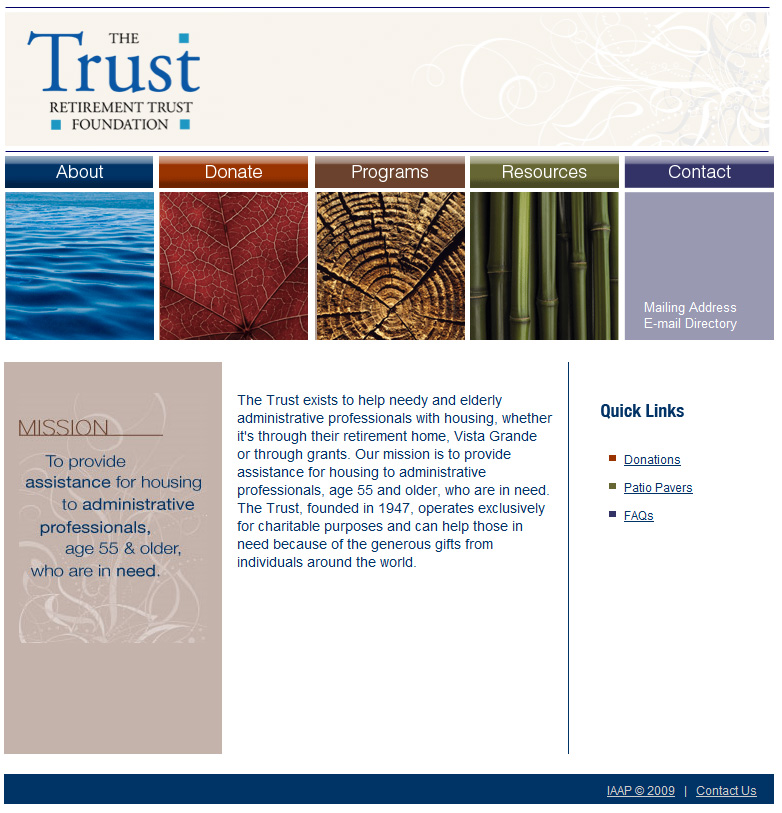 THE
Trust
RETIREMENT TRUST
FOUNDATION
About
Donate
Programs
Resources
Contact
Mailing Address
E-mail Directory
MISSION
To provide
assistance for housing
to administrative
professionals,
age 55 & older,
who are in need.
The Trust exists to help needy and elderly
administrative professionals with housing, whether
it's through their retirement home, Vista Grande
or through grants. Our mission is to provide
assistance for housing to administrative
professionals, age 55 and older, who are in need.
The Trust, founded in 1947, operates exclusively
for charitable purposes and can help those in
need because of the generous gifts from
individuals around the world.
Quick Links
Donations
Patio Pavers
FAQs
IAAP © 2009 | Contact Us